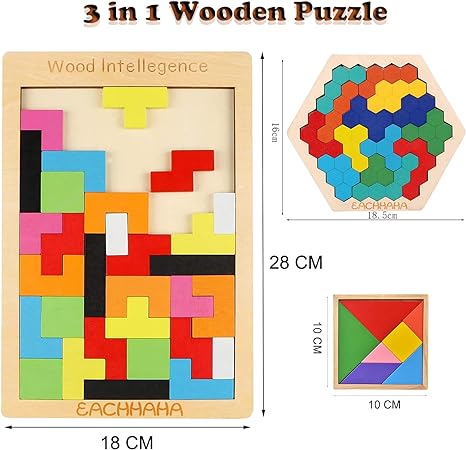 3 in 1 Wooden Puzzle
Wood Intellegence
EACHHAHA
18 CM
28 CM
16cm
EACHHAHA
18.5cm
10 CM
10 CM